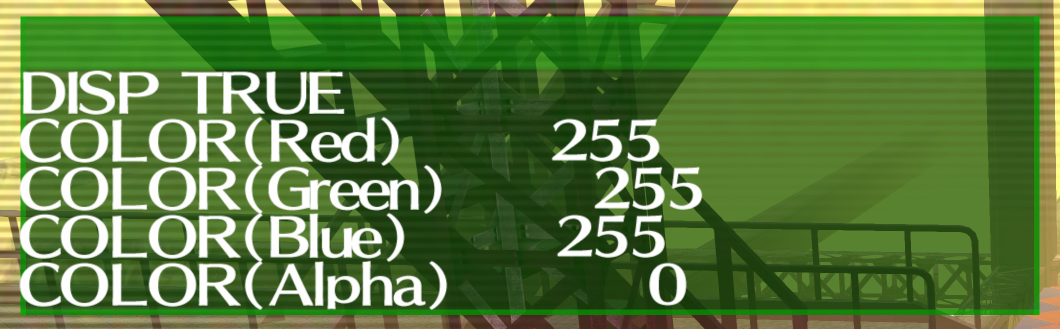 DISP TRUE
COLOR(Red) 255
COLOR(Green) 255
COLOR(Blue) 255
COLOR(Alpha) 0